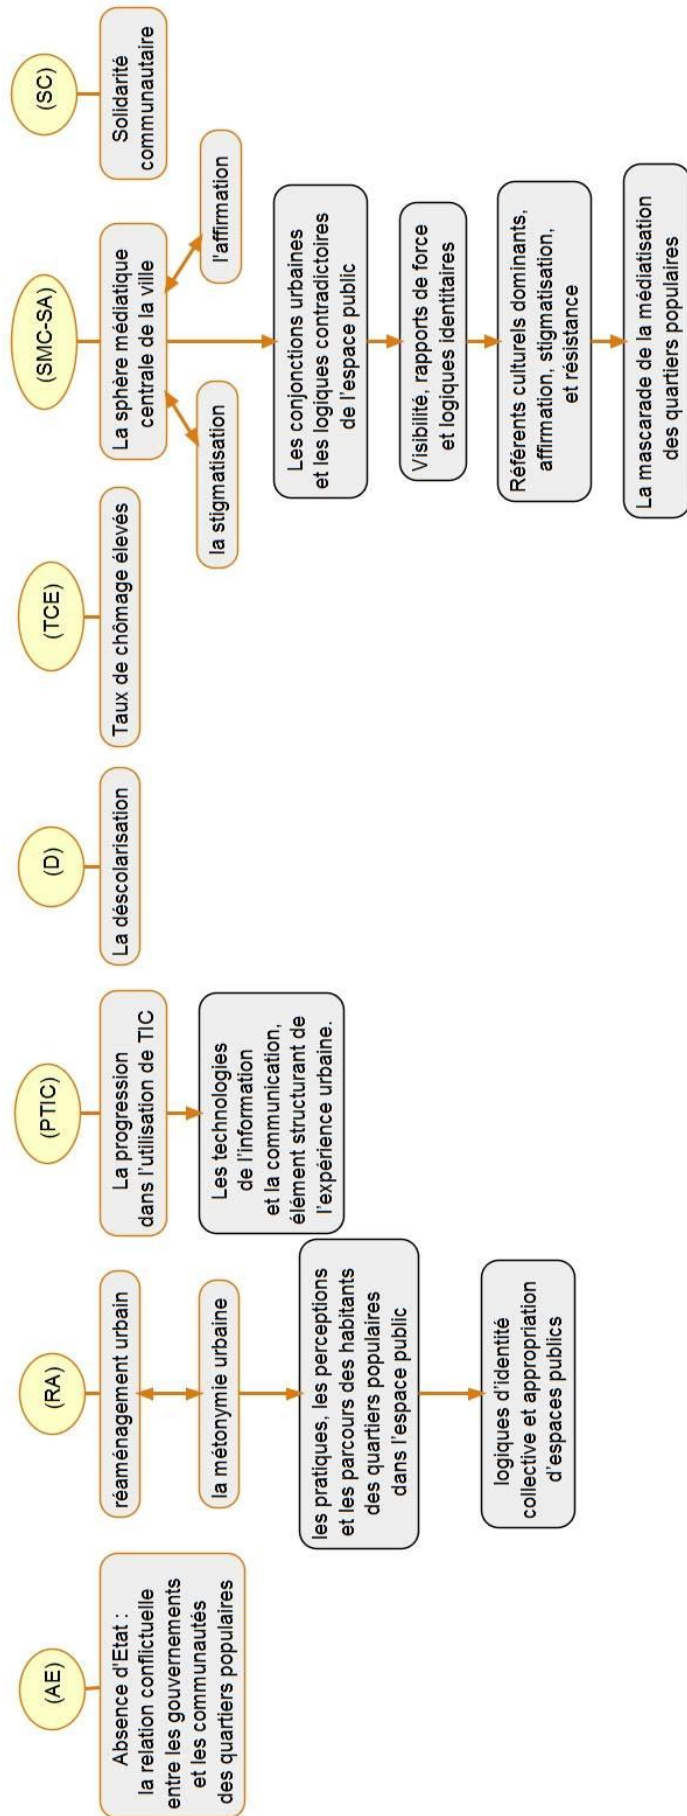 (AE)
Absence d'Etat :
la relation conflictuelle
entre les gouvernements
et les communautés
des quartiers populaires
(RA)
réaménagement urbain
la métonymie urbaine
les pratiques, les perceptions
et les parcours des habitants
des quartiers populaires
dans l'espace public
logiques d'identité
collective et appropriation
d'espaces publics
(PTIC)
La progression
dans l'utilisation de TIC
Les technologies
de l'information
et la communication,
élément structurant de
l'expérience urbaine.
(D)
La déscolarisation
(TCE)
Taux de chômage élevés
(SMC-SA)
La sphère médiatique
centrale de la ville
la stigmatisation
l'affirmation
Les conjonctions urbaines
et les logiques contradictoires
de l'espace public
Visibilité, rapports de force
et logiques identitaires
Référents culturels dominants,
affirmation, stigmatisation,
et résistance
La mascarade de la médiatisation
des quartiers populaires
(SC)
Solidarité
communautaire